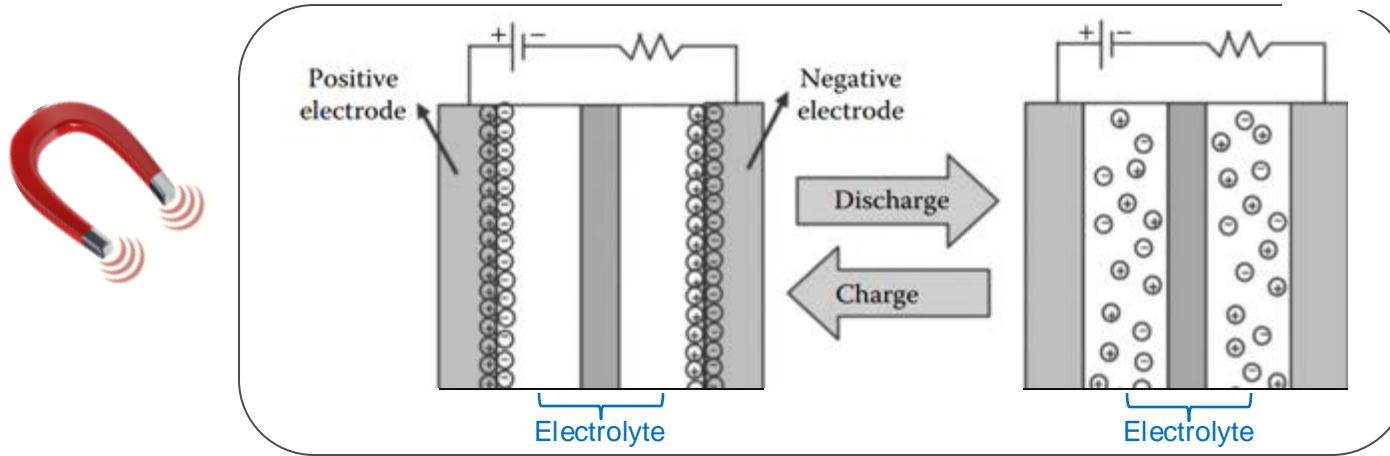 + −
+ −
Positive
electrode
Negative
electrode
Discharge
Charge
Electrolyte
Electrolyte